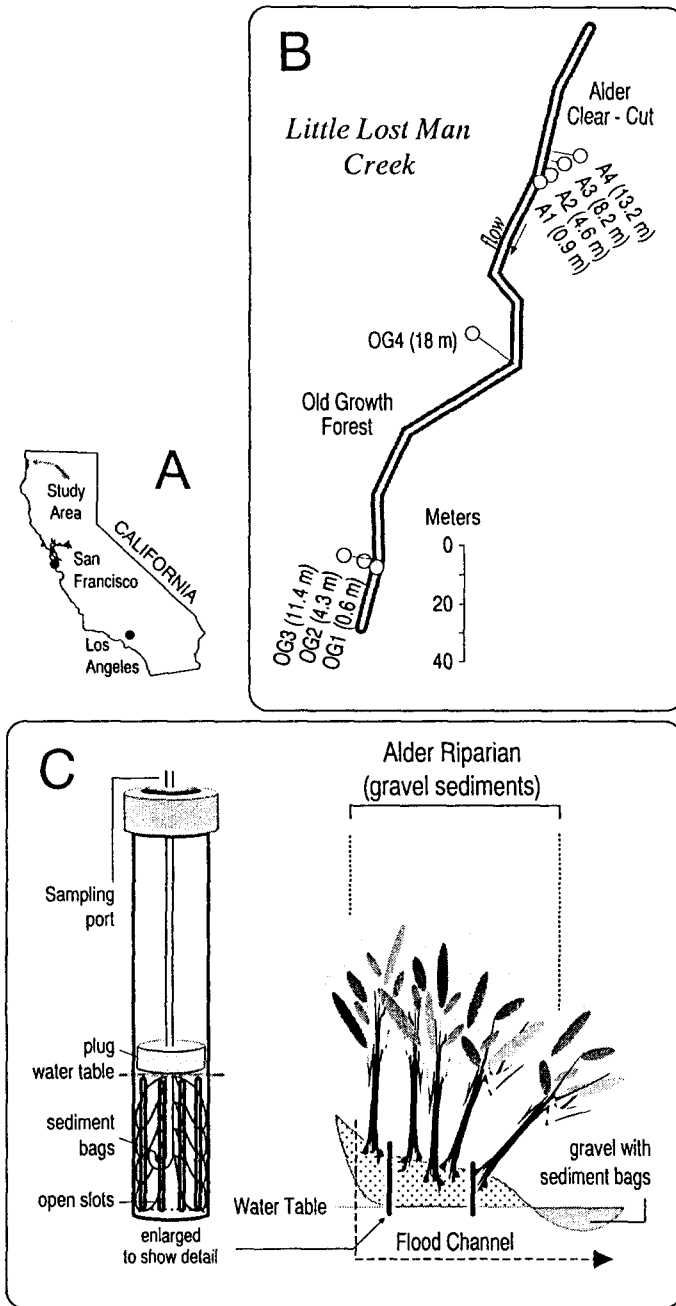 B
Little Lost Man
Creek
Alder
Clear - Cut
A4 (13.2 m)
A3 (8.2 m)
A2 (4.6 m)
A1 (0.9 m)
flow
OG4 (18 m)
Old Growth
Forest
Meters
0
20
30
40
OG3 (11.4 m)
OG2 (4.3 m)
OG1 (0.6 m)
A
Study
Area
CALIFORNIA
San
Francisco
Los
Angeles
C
Sampling
port
plug
water table
sediment
bags
open slots
enlarged
to show detail
Alder Riparian
(gravel sediments)
gravel with
sediment bags
Water Table
Flood Channel